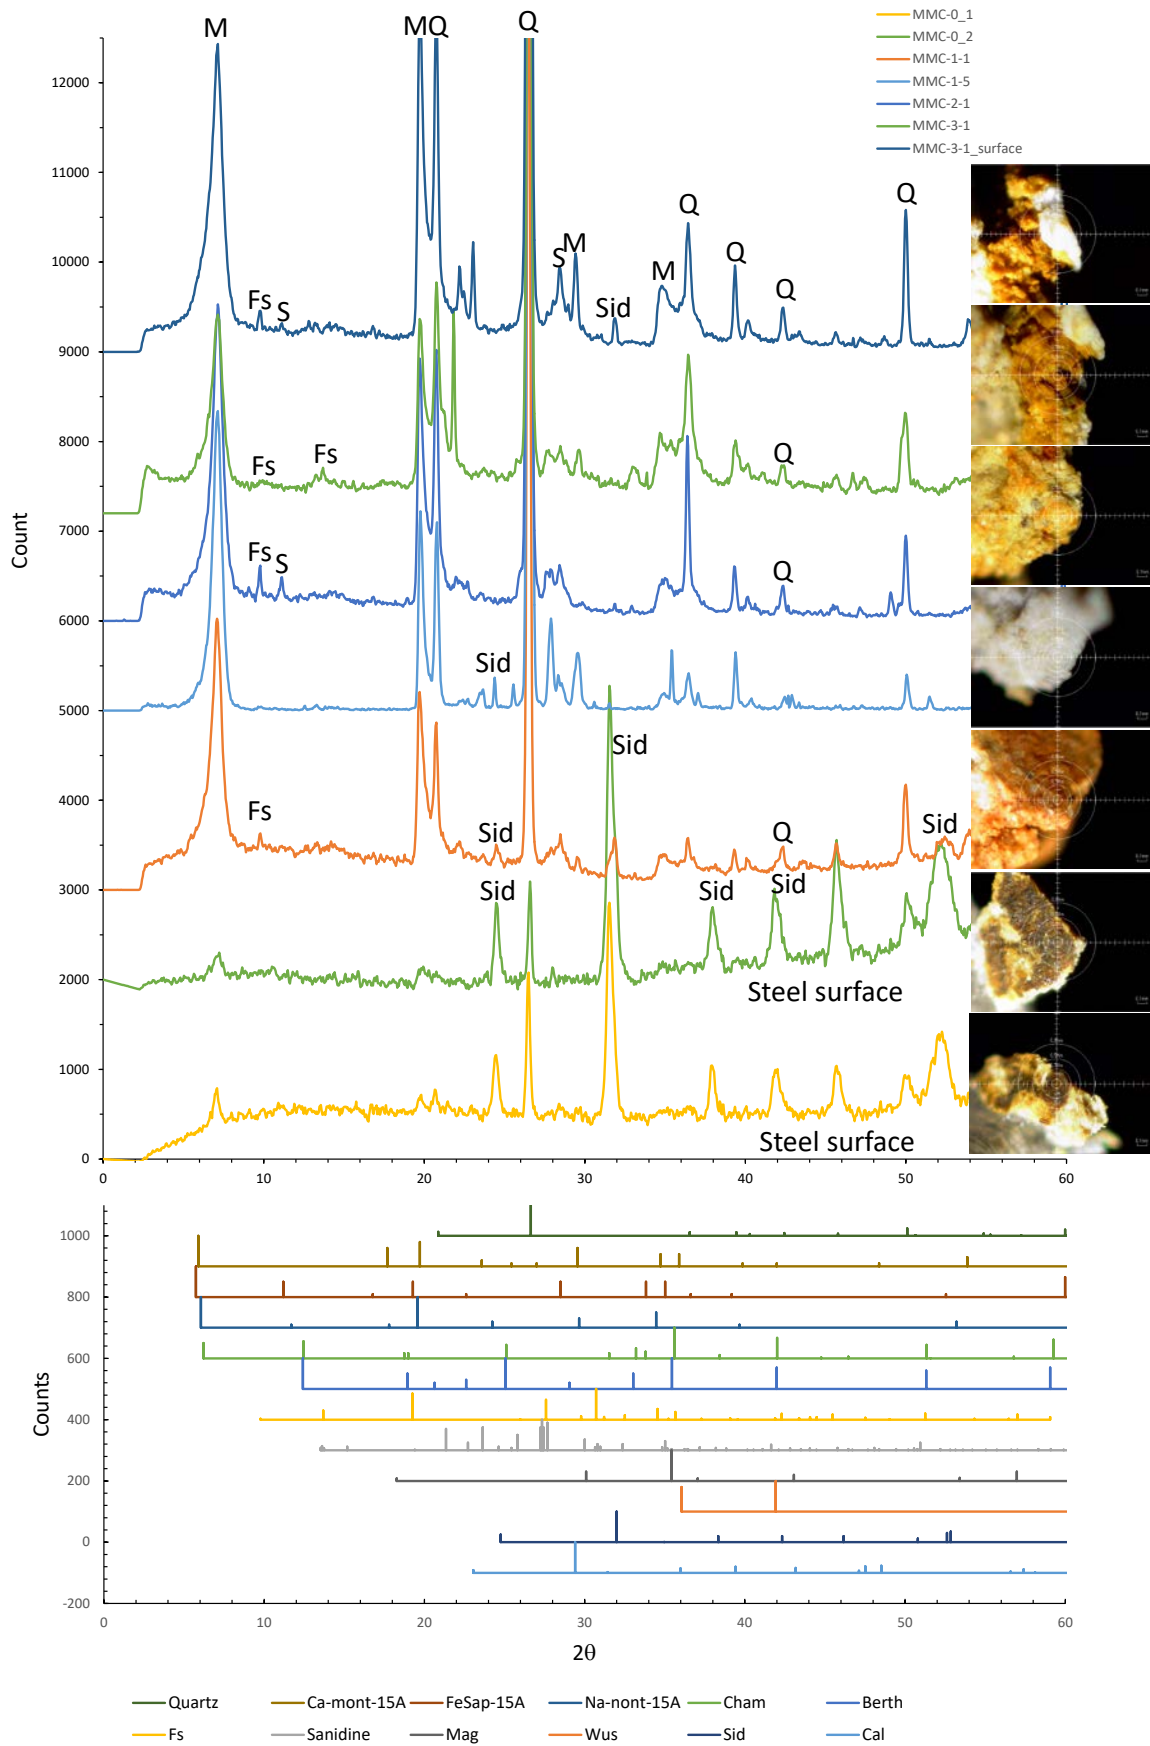 MMC-0_1
MMC-0_2
MMC-1-1
MMC-1-5
MMC-2-1
MMC-3-1
MMC-3-1_surface
M
M Q
Q
12000
11000
10000
9000
8000
7000
6000
5000
4000
3000
2000
1000
0
Count
Fs
S
S
M
Sid
M
Q
Q
Q
Q
Fs
Fs
Q
Fs
S
Q
Sid
Sid
Fs
Sid
Q
Sid
Sid
Sid
Sid
Steel surface
Steel surface
0 10 20 30 40 50 60
1000
800
600
400
200
0
-200
Counts
0 10 20 30 40 50 60
2θ
Quartz Ca-mont-15A FeSap-15A Na-nont-15A Cham Berth
Fs Sanidine Mag Wus Sid Cal